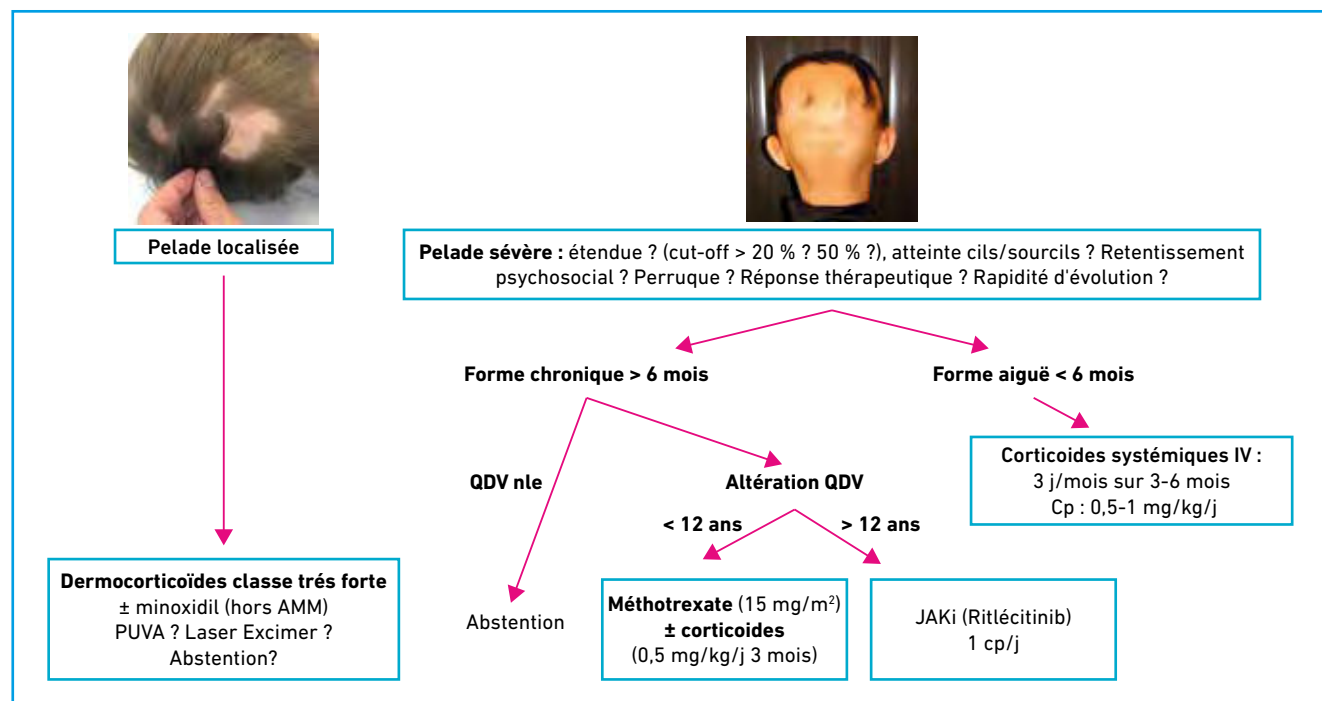 Pelade localisée
Pelade sévère : étendue ? (cut-off > 20 % ? 50 % ?), atteinte cils/sourcils ? Retentissement
psychosocial ? Perruque ? Réponse thérapeutique ? Rapidité d'évolution ?
Forme chronique > 6 mois
Forme aiguë < 6 mois
Corticoides systémiques IV :
3 j/mois sur 3-6 mois
Cp : 0,5-1 mg/kg/j
QDV nle
Altération QDV
< 12 ans
> 12 ans
Dermocorticoïdes classe trés forte
± minoxidil (hors AMM)
PUVA ? Laser Excimer ?
Abstention?
Abstention
Méthotrexate (15 mg/m²)
± corticoides
(0,5 mg/kg/j 3 mois)
JAKi (Ritlécitinib)
1 cp/j